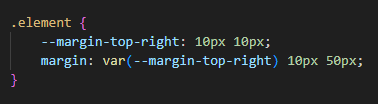 .element {
    --margin-top-right: 10px 10px;
    margin: var(--margin-top-right) 10px 50px;
}